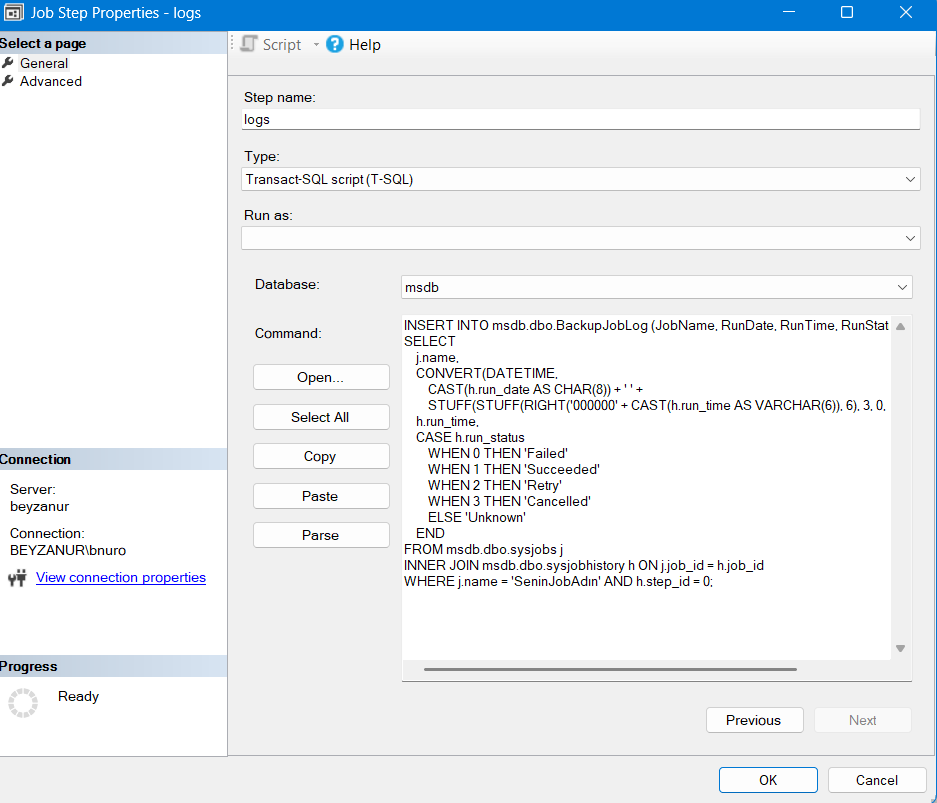 Job Step Properties - logs
Select a page
General
Advanced
Script
Help
Step name:
logs
Type:
Transact-SQL script (T-SQL)
Run as:
Database:
msdb
Command:
Open...
Select All
Copy
Paste
Parse
INSERT INTO msdb.dbo.BackupJobLog (JobName, RunDate, RunTime, RunStat
SELECT
j.name,
CONVERT(DATETIME,
CAST(h.run_date AS CHAR(8)) + ' ' +
STUFF(STUFF(RIGHT('000000' + CAST(h.run_time AS VARCHAR(6)), 6), 3, 0,
h.run_time,
CASE h.run_status
WHEN 0 THEN 'Failed'
WHEN 1 THEN 'Succeeded'
WHEN 2 THEN 'Retry'
WHEN 3 THEN 'Cancelled'
ELSE 'Unknown'
END
FROM msdb.dbo.sysjobs j
INNER JOIN msdb.dbo.sysjobhistory h ON j.job_id = h.job_id
WHERE j.name = 'SeninJobAdın' AND h.step_id = 0;
Connection
Server:
beyzanur
Connection:
BEYZANUR\bnuro
View connection properties
Progress
Ready
Previous
Next
OK
Cancel